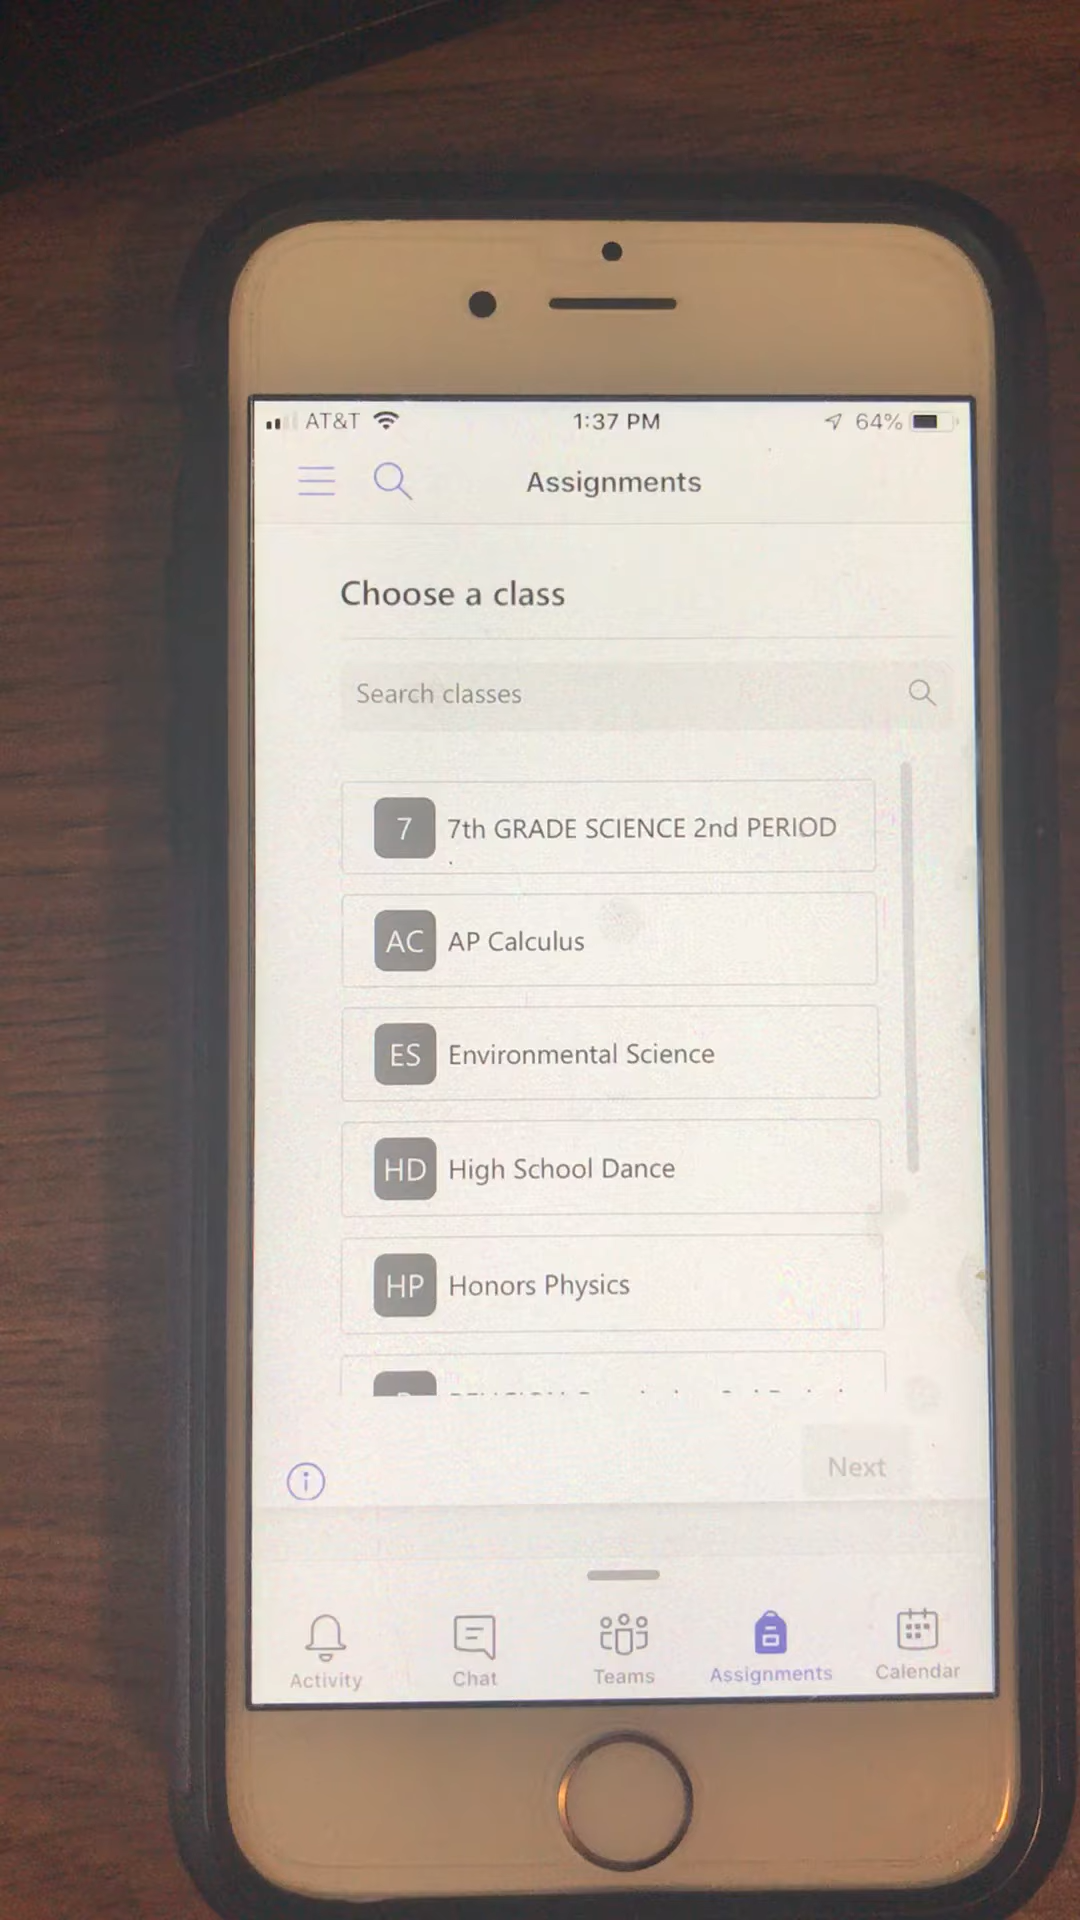 AT&T 1:37 PM 64%
Assignments
Choose a class
Search classes
7 7th GRADE SCIENCE 2nd PERIOD
AC AP Calculus
ES Environmental Science
HD High School Dance
HP Honors Physics
Next
Activity Chat Teams Assignments Calendar